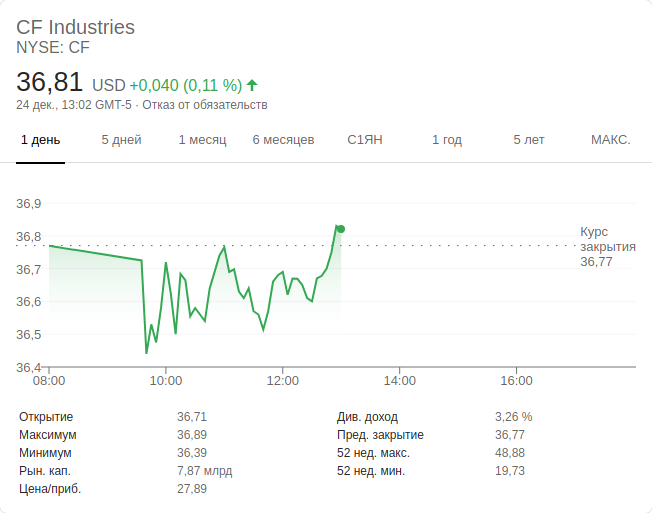 CF Industries
NYSE: CF
36,81 USD +0,040 (0,11 %)
24 дек., 13:02 GMT-5 · Отказ от обязательств
1 день 5 дней 1 месяц 6 месяцев С1ЯН 1 год 5 лет МАКС.
36,9
36,8
36,7
36,6
36,5
36,4
Курс
закрытия
36,77
08:00 10:00 12:00 14:00 16:00
Открытие 36,71 Див. доход 3,26 %
Максимум 36,89 Пред. закрытие 36,77
Минимум 36,39 52 нед. макс. 48,88
Рын. кап. 7,87 млрд 52 нед. мин. 19,73
Цена/приб. 27,89